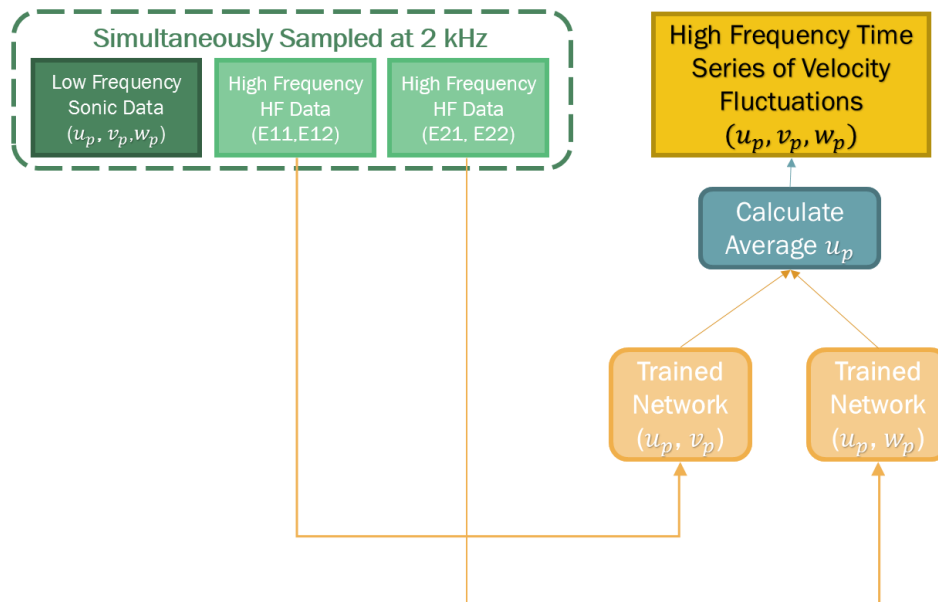 Simultaneously Sampled at 2 kHz
Low Frequency
Sonic Data
(u_p, v_p,w_p)
High Frequency
HF Data
(E11,E12)
High Frequency
HF Data
(E21, E22)
High Frequency Time
Series of Velocity
Fluctuations
(u_p, v_p, w_p)
Calculate
Average u_p
Trained
Network
(u_p, v_p)
Trained
Network
(u_p, w_p)